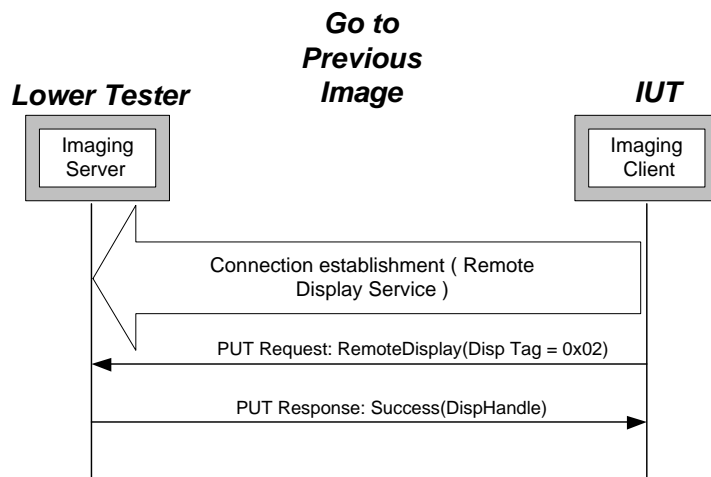 Go to
Previous
Image
Lower Tester
IUT
Imaging
Server
Imaging
Client
Connection establishment ( Remote
Display Service )
PUT Request: RemoteDisplay(Disp Tag = 0x02)
PUT Response: Success(DispHandle)